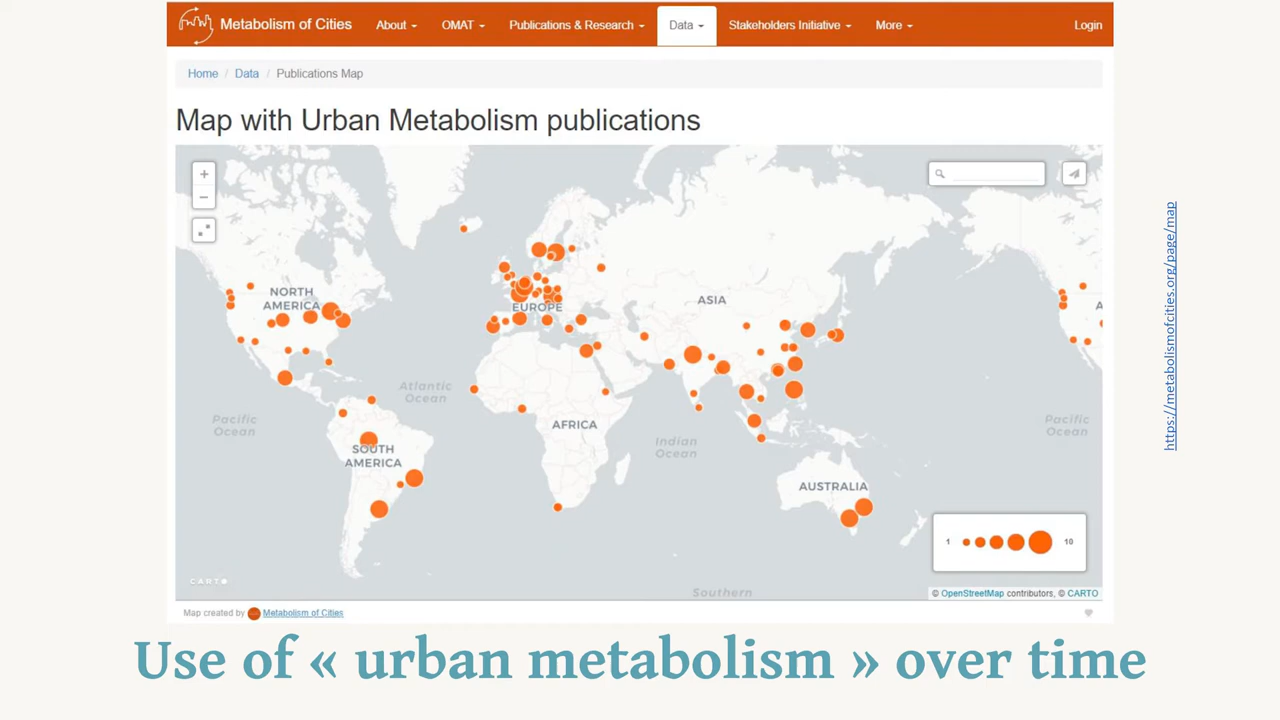 Metabolism of Cities
About
OMAT
Publications & Research
Data
Stakeholders Initiative
More
Login
Home / Data / Publications Map
Map with Urban Metabolism publications
+
−
NORTH
AMERICA
EUROPE
ASIA
Atlantic
Ocean
AFRICA
Pacific
Ocean
Indian
Ocean
Pacific
Ocean
SOUTH
AMERICA
AUSTRALIA
A
1
10
CARTO
Southern
© OpenStreetMap contributors, © CARTO
Map created by Metabolism of Cities
https://metabolismofcities.org/page/map
Use of « urban metabolism » over time